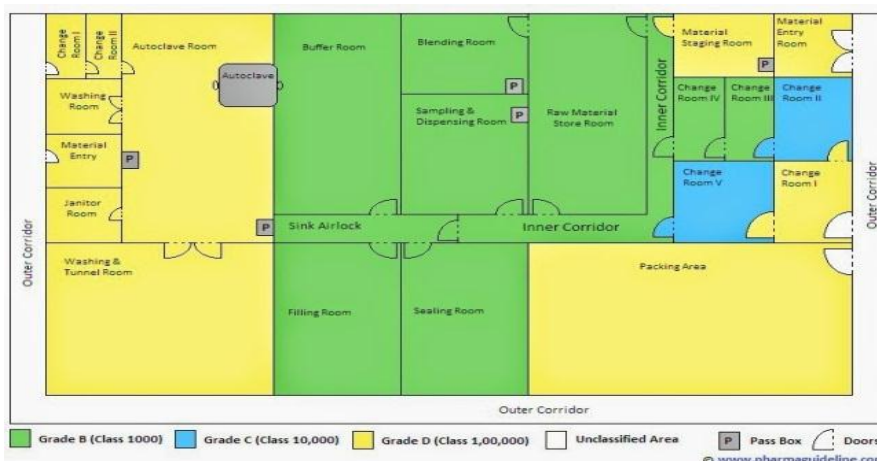 Change
Room I
Change
Room II
Autoclave Room
Buffer Room
Blending Room
Material
Staging Room
Material
Entry
Room
Autoclave
Washing
Room
P
P
Sampling &
Dispensing Room
P
Raw Material
Store Room
Inner Corridor
Change
Room IV
Change
Room III
Change
Room II
Material
Entry
P
Janitor
Room
Change
Room V
Change
Room I
P
Sink Airlock
Inner Corridor
Outer Corridor
Outer Corridor
Washing &
Tunnel Room
Packing Area
Filling Room
Sealing Room
Outer Corridor
Grade B (Class 1000)
Grade C (Class 10,000)
Grade D (Class 1,00,000)
Unclassified Area
P
Pass Box
Doors
© www.pharmaguideline.com